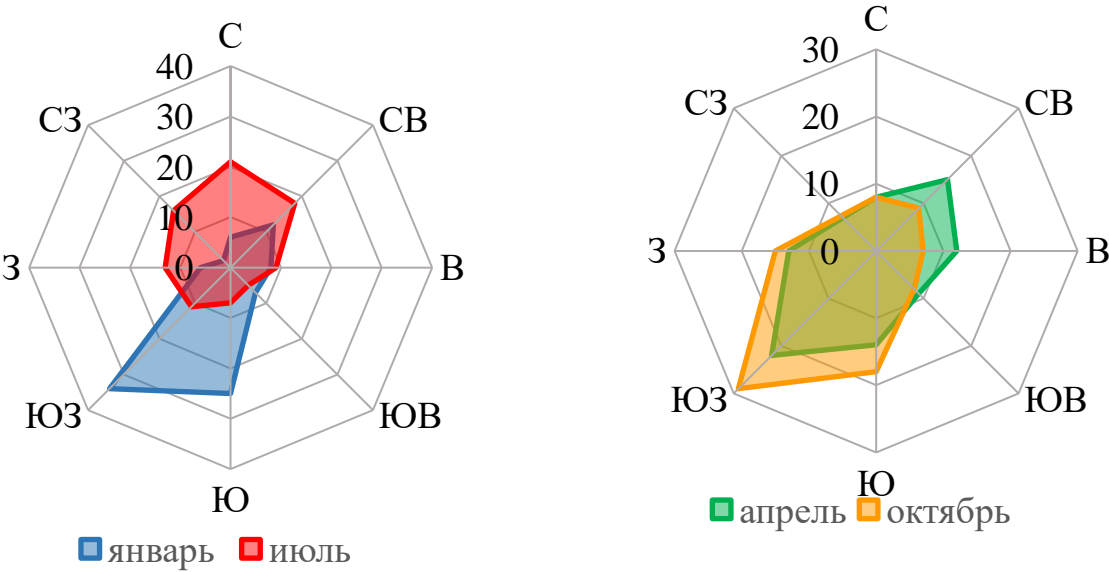 С
40
30
20
10
0
СЗ
СВ
З
В
ЮЗ
ЮВ
Ю
январь июль
С
30
20
10
0
СЗ
СВ
З
В
ЮЗ
ЮВ
Ю
апрель октябрь